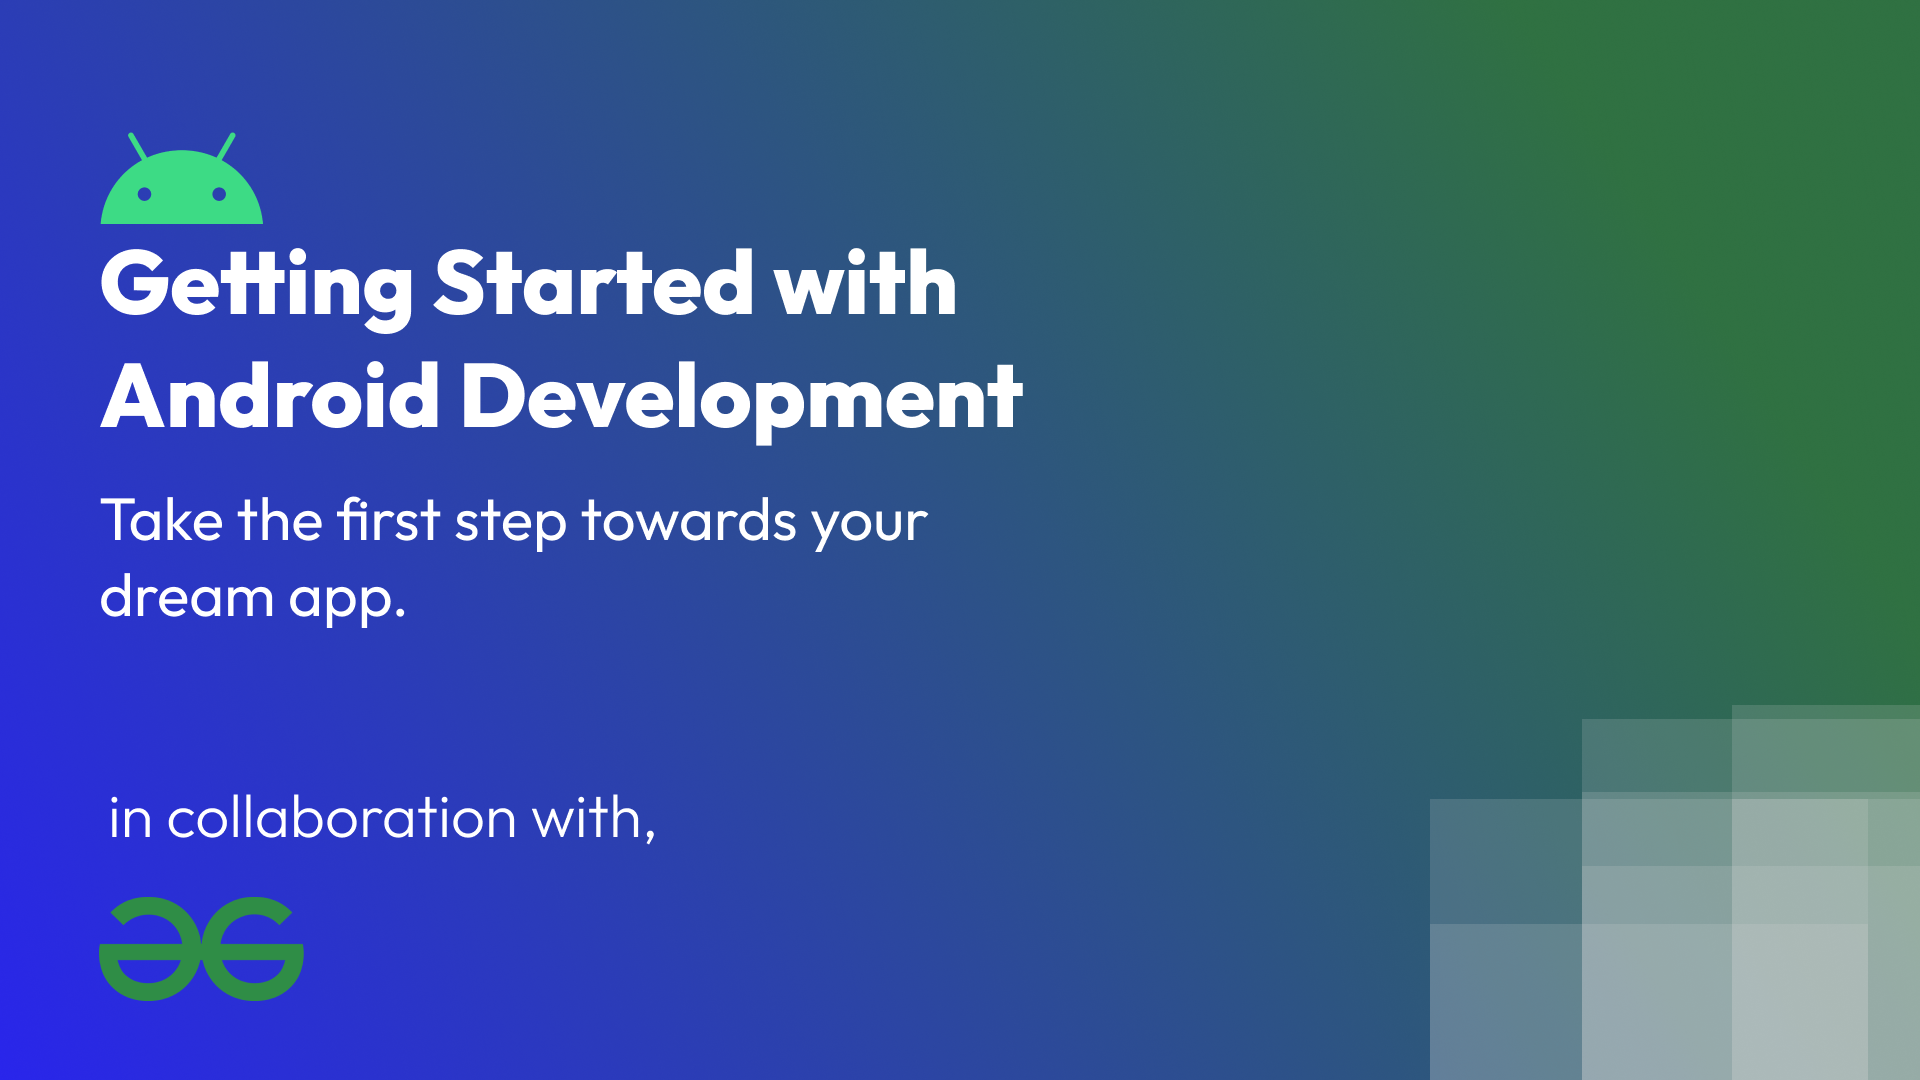 Getting Started with
Android Development
Take the first step towards your
dream app.
in collaboration with,